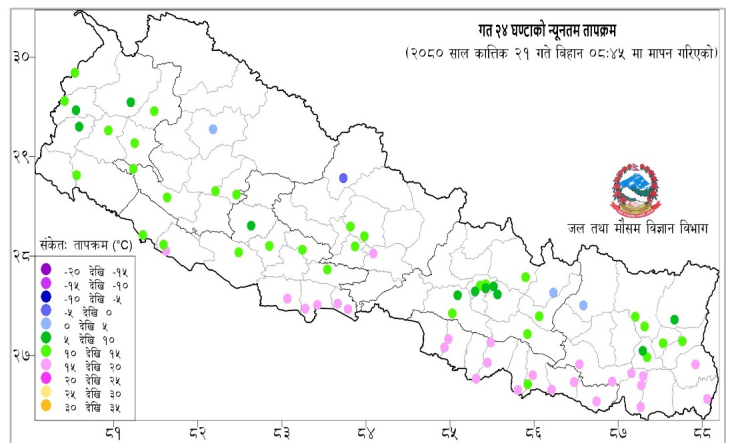 गत २४ घण्टाको न्यूनतम तापक्रम
(२०८० साल कात्तिक २१ गते बिहान ०८:४५ मा मापन गरिएको)
३०
२९
२८
२७
जल तथा मौसम विज्ञान विभाग
संकेतः तापक्रम (°C)
-२० देखि -१५
-१५ देखि -१०
-१० देखि -५
-५ देखि ०
० देखि ५
५ देखि १०
१० देखि १५
१५ देखि २०
२० देखि २५
२५ देखि ३०
३० देखि ३५
८१ ८२ ८३ ८४ ८५ ८६ ८७ ८८